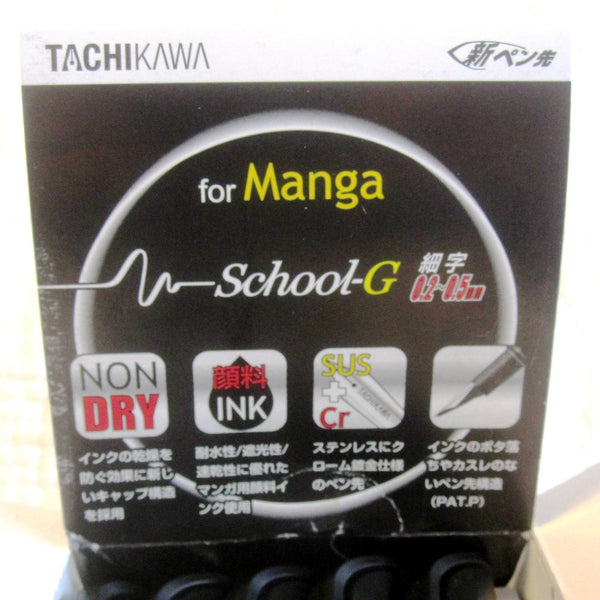 TACHIKAWA
新ペン先
for Manga
School-G
細字
0.2~0.5mm
NON
DRY
インクの乾燥を
防ぐ効果に新し
いキャップ構造
を採用
顔料
INK
耐水性/遮光性/
速乾性に優れた
マンガ用顔料イ
ンク使用
SUS
+
Cr
TACHIKAWA
ステンレスにク
ローム鍍金仕様
のペン先
インクのボタ落
ちやカスレのな
いペン先構造
(PAT.P)